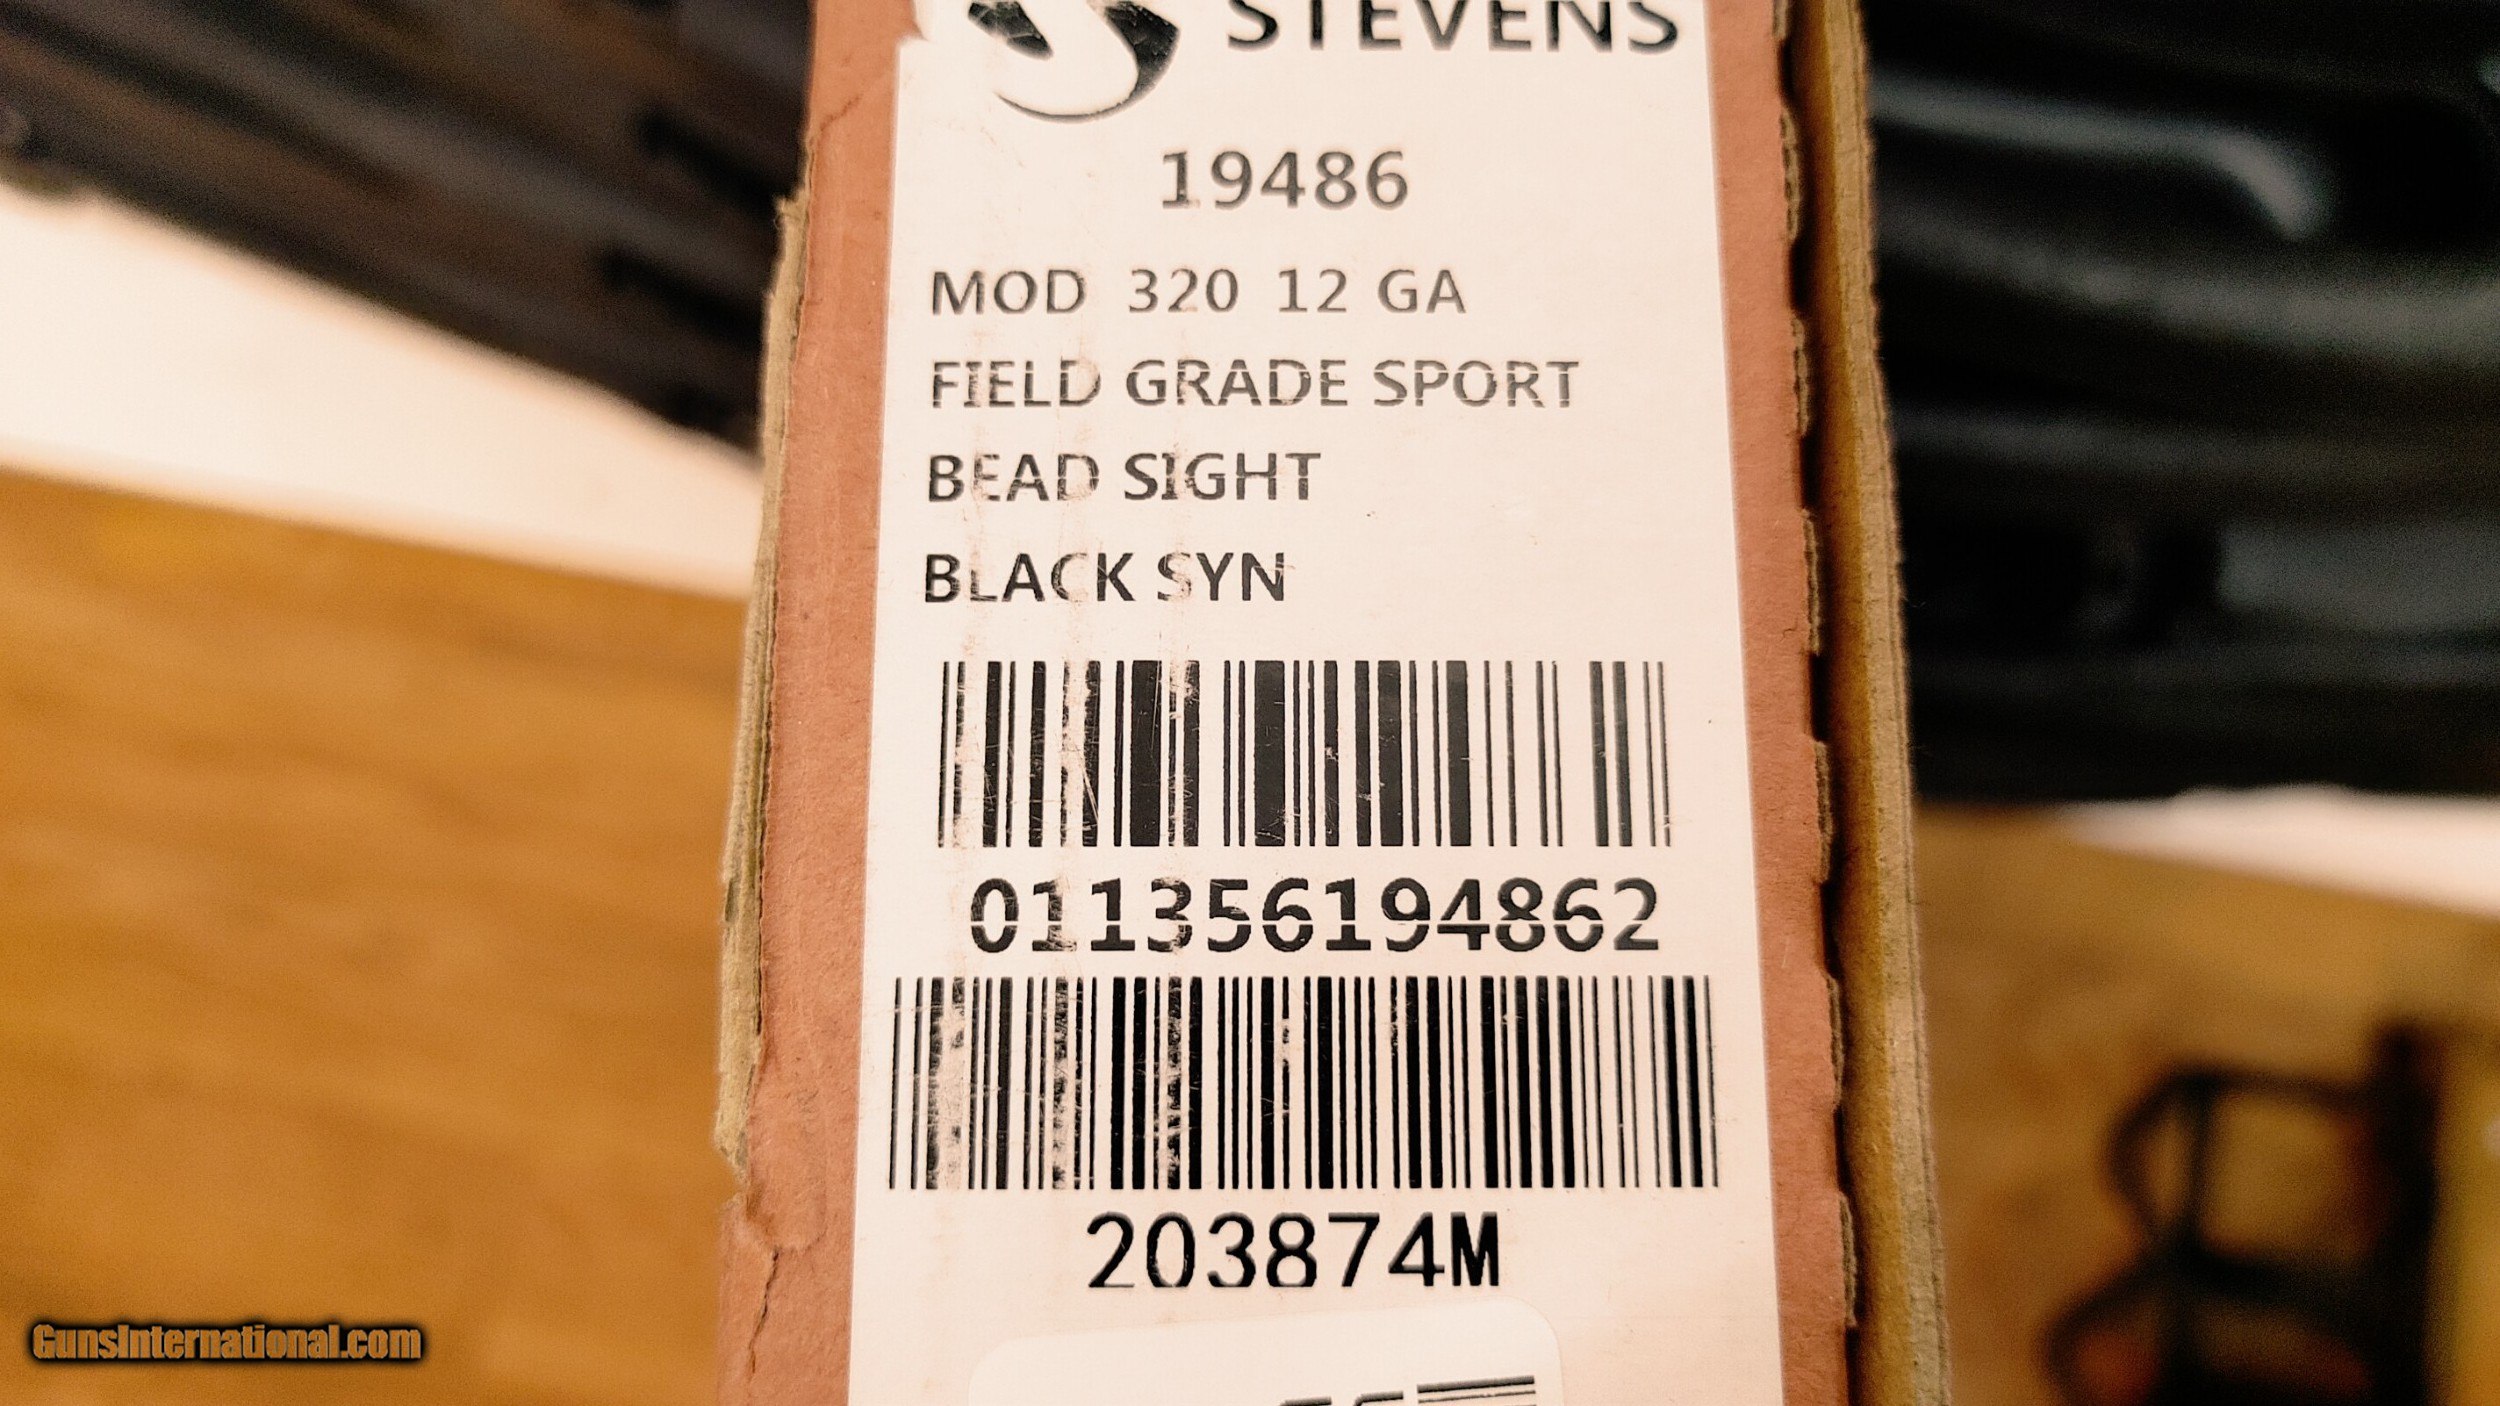 STEVENS
19486
MOD 320 12 GA
FIELD GRADE SPORT
BEAD SIGHT
BLACK SYN
011356194862
203874M
GunsInternational.com